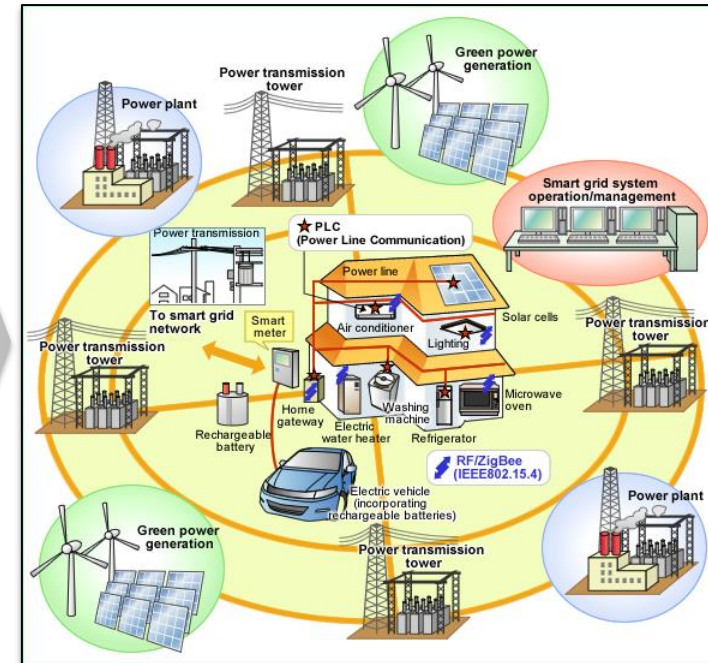 Green power
generation
Power transmission
tower
Power plant
Smart grid system
operation/management
PLC
(Power Line Communication)
Power transmission
Power line
To smart grid
network
Solar cells
Air conditioner
Lighting
Smart
meter
Power transmission
tower
Power transmission
tower
Microwave
oven
Washing
machine
Home
gateway
Electric
water heater
Refrigerator
Rechargeable
battery
RF/ZigBee
(IEEE802.15.4)
Electric vehicle
(incorporating
rechargeable batteries)
Power plant
Green power
generation
Power transmission
tower